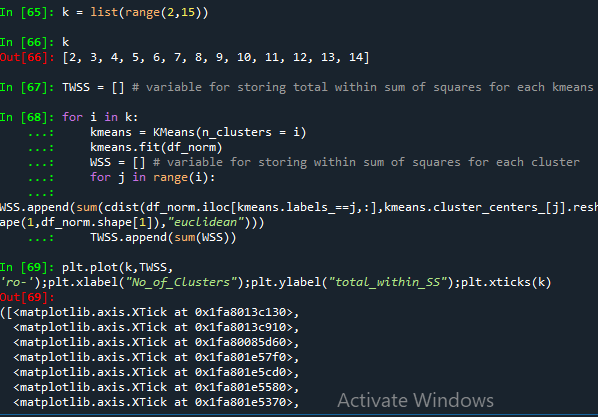 In [65]: k = list(range(2,15))
In [66]: k
Out[66]: [2, 3, 4, 5, 6, 7, 8, 9, 10, 11, 12, 13, 14]
In [67]: TWSS = [] # variable for storing total within sum of squares for each kmeans
In [68]: for i in k:
...: kmeans = KMeans(n_clusters = i)
...: kmeans.fit(df_norm)
...: WSS = [] # variable for storing within sum of squares for each cluster
...: for j in range(i):
...:
WSS.append(sum(cdist(df_norm.iloc[kmeans.labels_==j,:],kmeans.cluster_centers_[j].resh
ape(1,df_norm.shape[1]),"euclidean")))
...: TWSS.append(sum(WSS))
In [69]: plt.plot(k,TWSS,
'ro-');plt.xlabel("No_of_Clusters");plt.ylabel("total_within_SS");plt.xticks(k)
Out[69]:
([<matplotlib.axis.XTick at 0x1fa8013c130>,
<matplotlib.axis.XTick at 0x1fa8013c910>,
<matplotlib.axis.XTick at 0x1fa80085d60>,
<matplotlib.axis.XTick at 0x1fa801e57f0>,
<matplotlib.axis.XTick at 0x1fa801e5cd0>,
<matplotlib.axis.XTick at 0x1fa801e5580>,
<matplotlib.axis.XTick at 0x1fa801e5370>,
Activate Windows